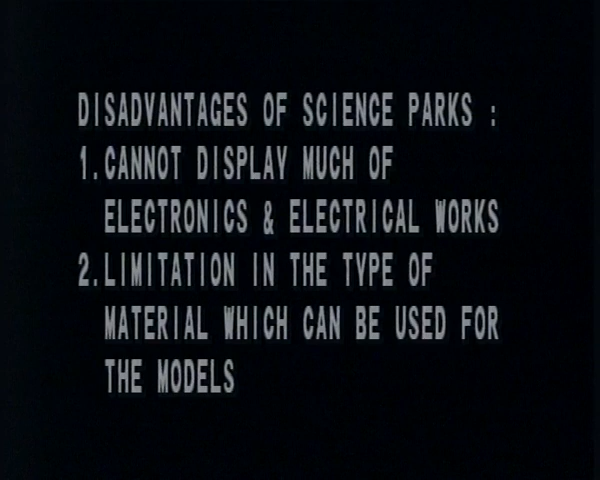 DISADVANTAGES OF SCIENCE PARKS :
1.CANNOT DISPLAY MUCH OF
ELECTRONICS & ELECTRICAL WORKS
2.LIMITATION IN THE TYPE OF
MATERIAL WHICH CAN BE USED FOR
THE MODELS